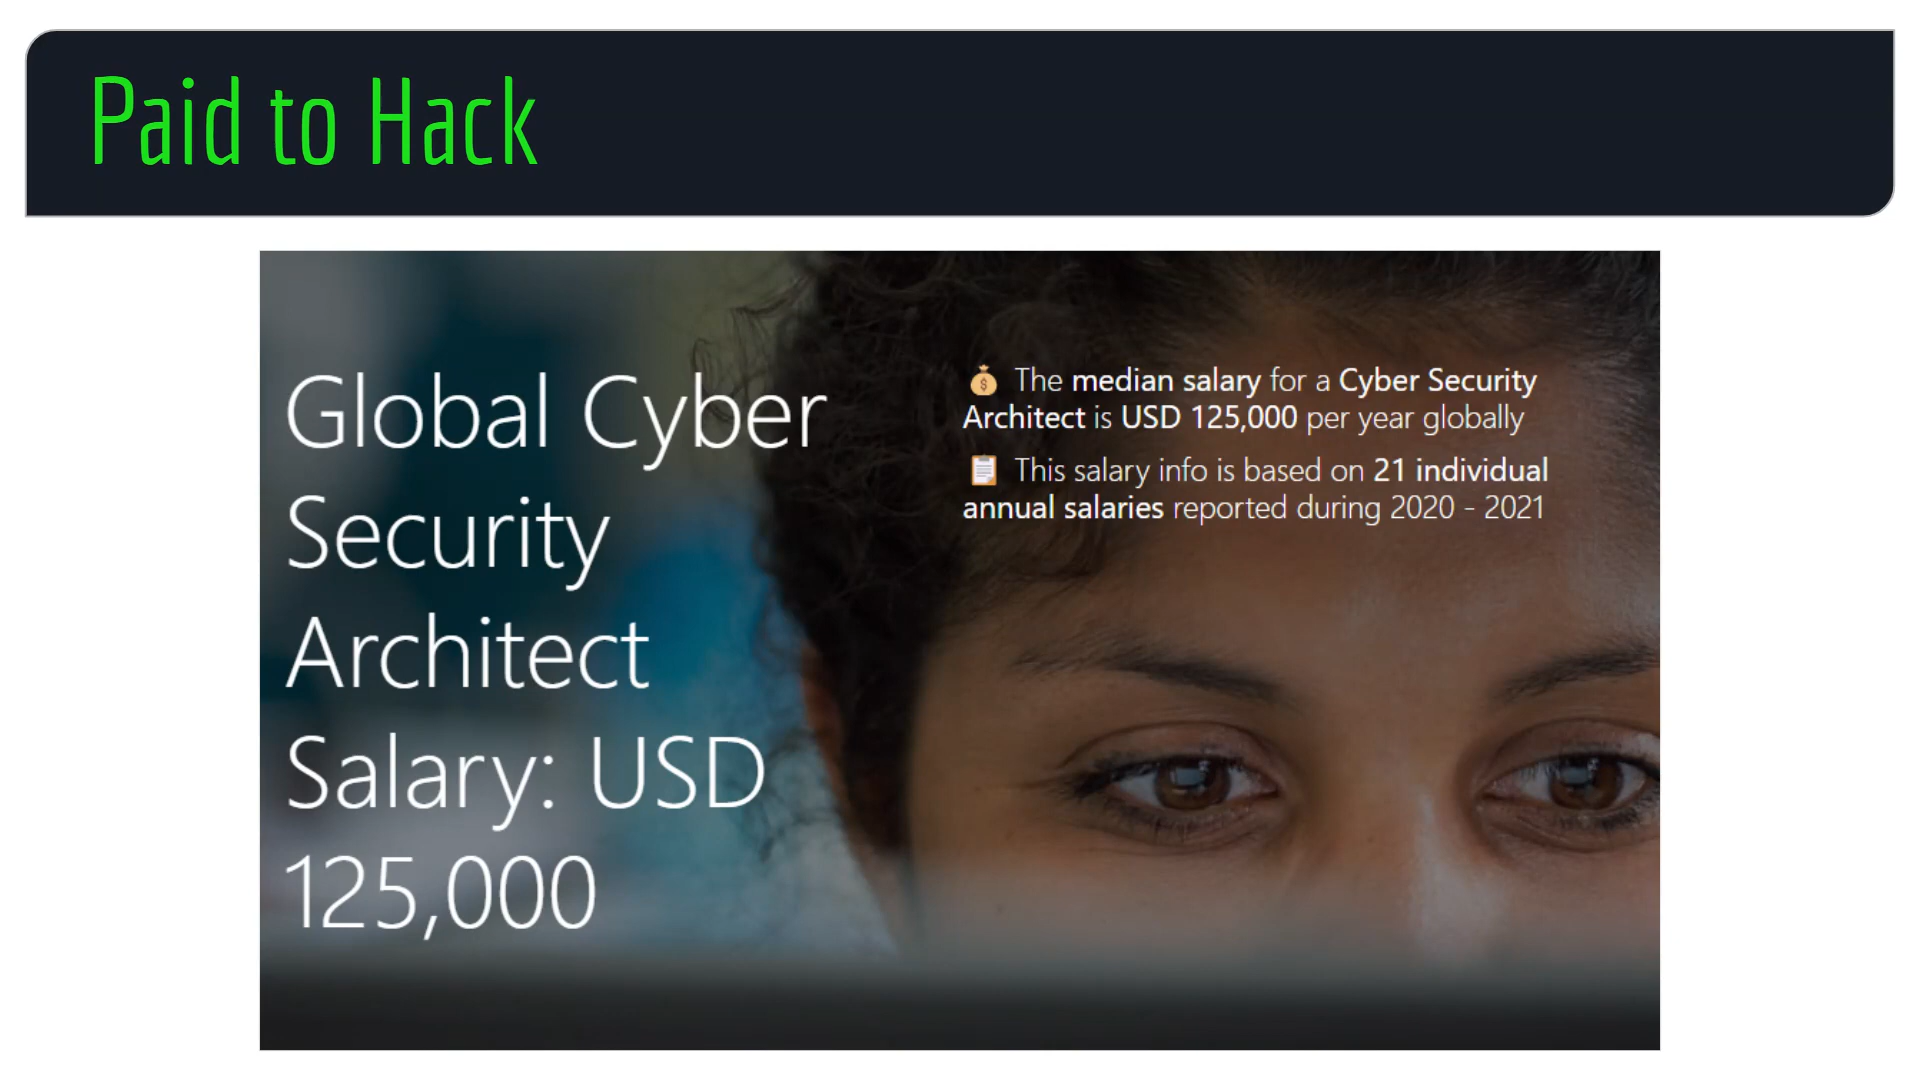 Paid to Hack
Global Cyber
Security
Architect
Salary: USD
125,000
💰 The median salary for a Cyber Security
Architect is USD 125,000 per year globally
📋 This salary info is based on 21 individual
annual salaries reported during 2020 - 2021